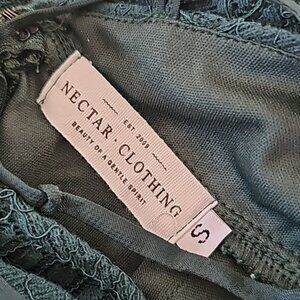 EST 2009
NECTAR · CLOTHING
BEAUTY OF A GENTLE SPIRIT
S